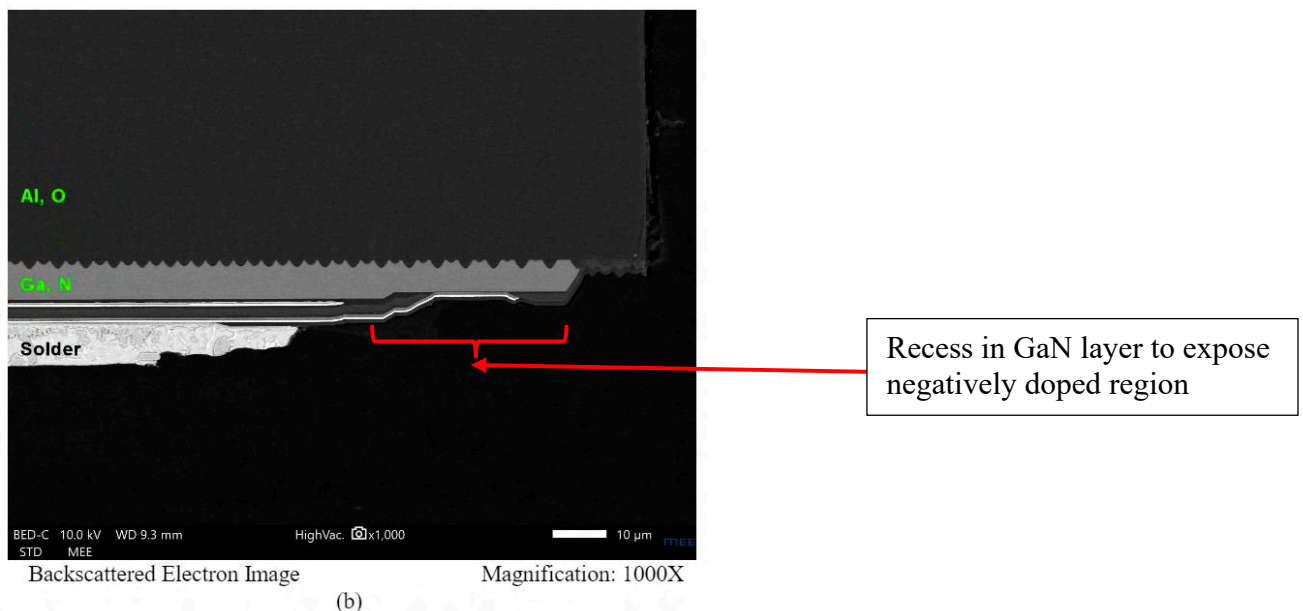 Al, O
Ga, N
Solder
Recess in GaN layer to expose
negatively doped region
BED-C 10.0 kV WD 9.3 mm HighVac. x1,000 10 µm
STD MEE mee
Backscattered Electron Image Magnification: 1000X
(b)